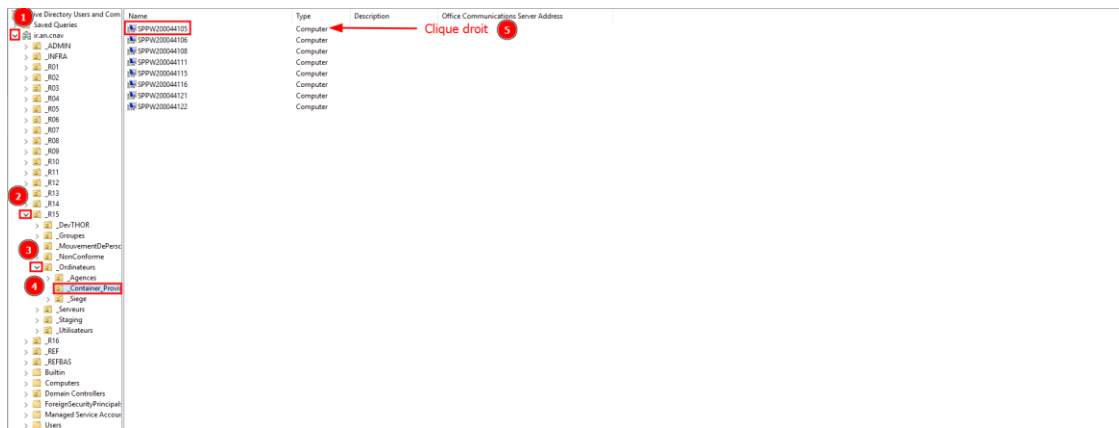 1
ive Directory Users and Com
Saved Queries
ir.an.cnav
_ADMIN
_INFRA
_R01
_R02
_R03
_R04
_R05
_R06
_R07
_R08
_R09
_R10
_R11
_R12
_R13
2
_R14
_R15
_DevTHOR
_Groupes
_MouvementDePersc
3
_NonConforme
_Ordinateurs
_Agences
4
_Container_Provis
_Siege
_Serveurs
_Staging
_Utilisateurs
_R16
_REF
_REFBAS
Builtin
Computers
Domain Controllers
ForeignSecurityPrincipals
Managed Service Accour
Users
Name Type Description Office Communications Server Address
SPPW200044105 Computer Clique droit 5
SPPW200044106 Computer
SPPW200044108 Computer
SPPW200044111 Computer
SPPW200044115 Computer
SPPW200044116 Computer
SPPW200044121 Computer
SPPW200044122 Computer